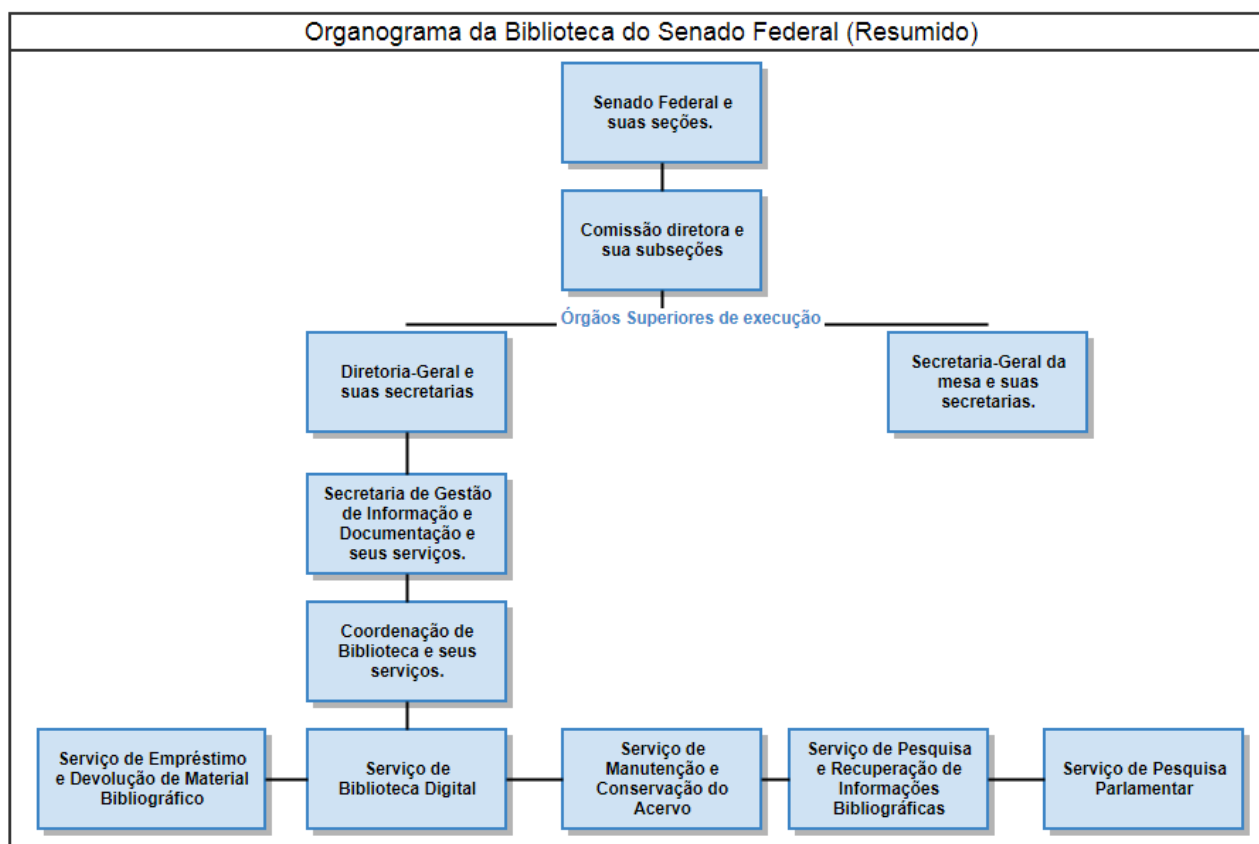 Organograma da Biblioteca do Senado Federal (Resumido)
Senado Federal e
suas seções.
Comissão diretora e
sua subseções
Órgãos Superiores de execução
Diretoria-Geral e
suas secretarias
Secretaria-Geral da
mesa e suas
secretarias.
Secretaria de Gestão
de Informação e
Documentação e
seus serviços.
Coordenação de
Biblioteca e seus
serviços.
Serviço de Empréstimo
e Devolução de Material
Bibliográfico
Serviço de
Biblioteca Digital
Serviço de
Manutenção e
Conservação do
Acervo
Serviço de Pesquisa
e Recuperação de
Informações
Bibliográficas
Serviço de Pesquisa
Parlamentar